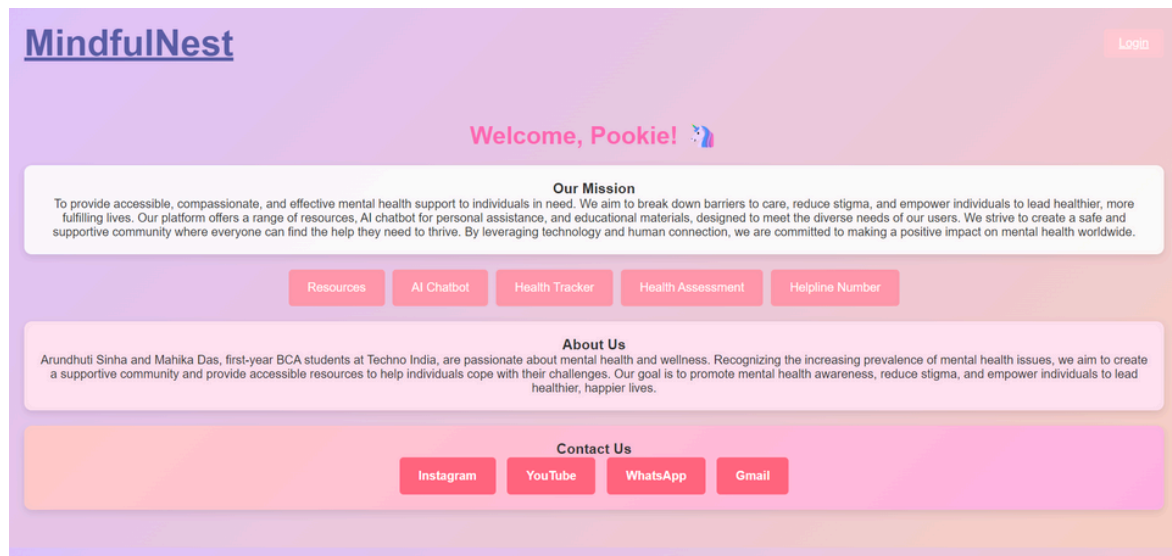 MindfulNest
Login
Welcome, Pookie! 🦄
Our Mission
To provide accessible, compassionate, and effective mental health support to individuals in need. We aim to break down barriers to care, reduce stigma, and empower individuals to lead healthier, more
fulfilling lives. Our platform offers a range of resources, AI chatbot for personal assistance, and educational materials, designed to meet the diverse needs of our users. We strive to create a safe and
supportive community where everyone can find the help they need to thrive. By leveraging technology and human connection, we are committed to making a positive impact on mental health worldwide.
Resources AI Chatbot Health Tracker Health Assessment Helpline Number
About Us
Arundhuti Sinha and Mahika Das, first-year BCA students at Techno India, are passionate about mental health and wellness. Recognizing the increasing prevalence of mental health issues, we aim to create
a supportive community and provide accessible resources to help individuals cope with their challenges. Our goal is to promote mental health awareness, reduce stigma, and empower individuals to lead
healthier, happier lives.
Contact Us
Instagram YouTube WhatsApp Gmail